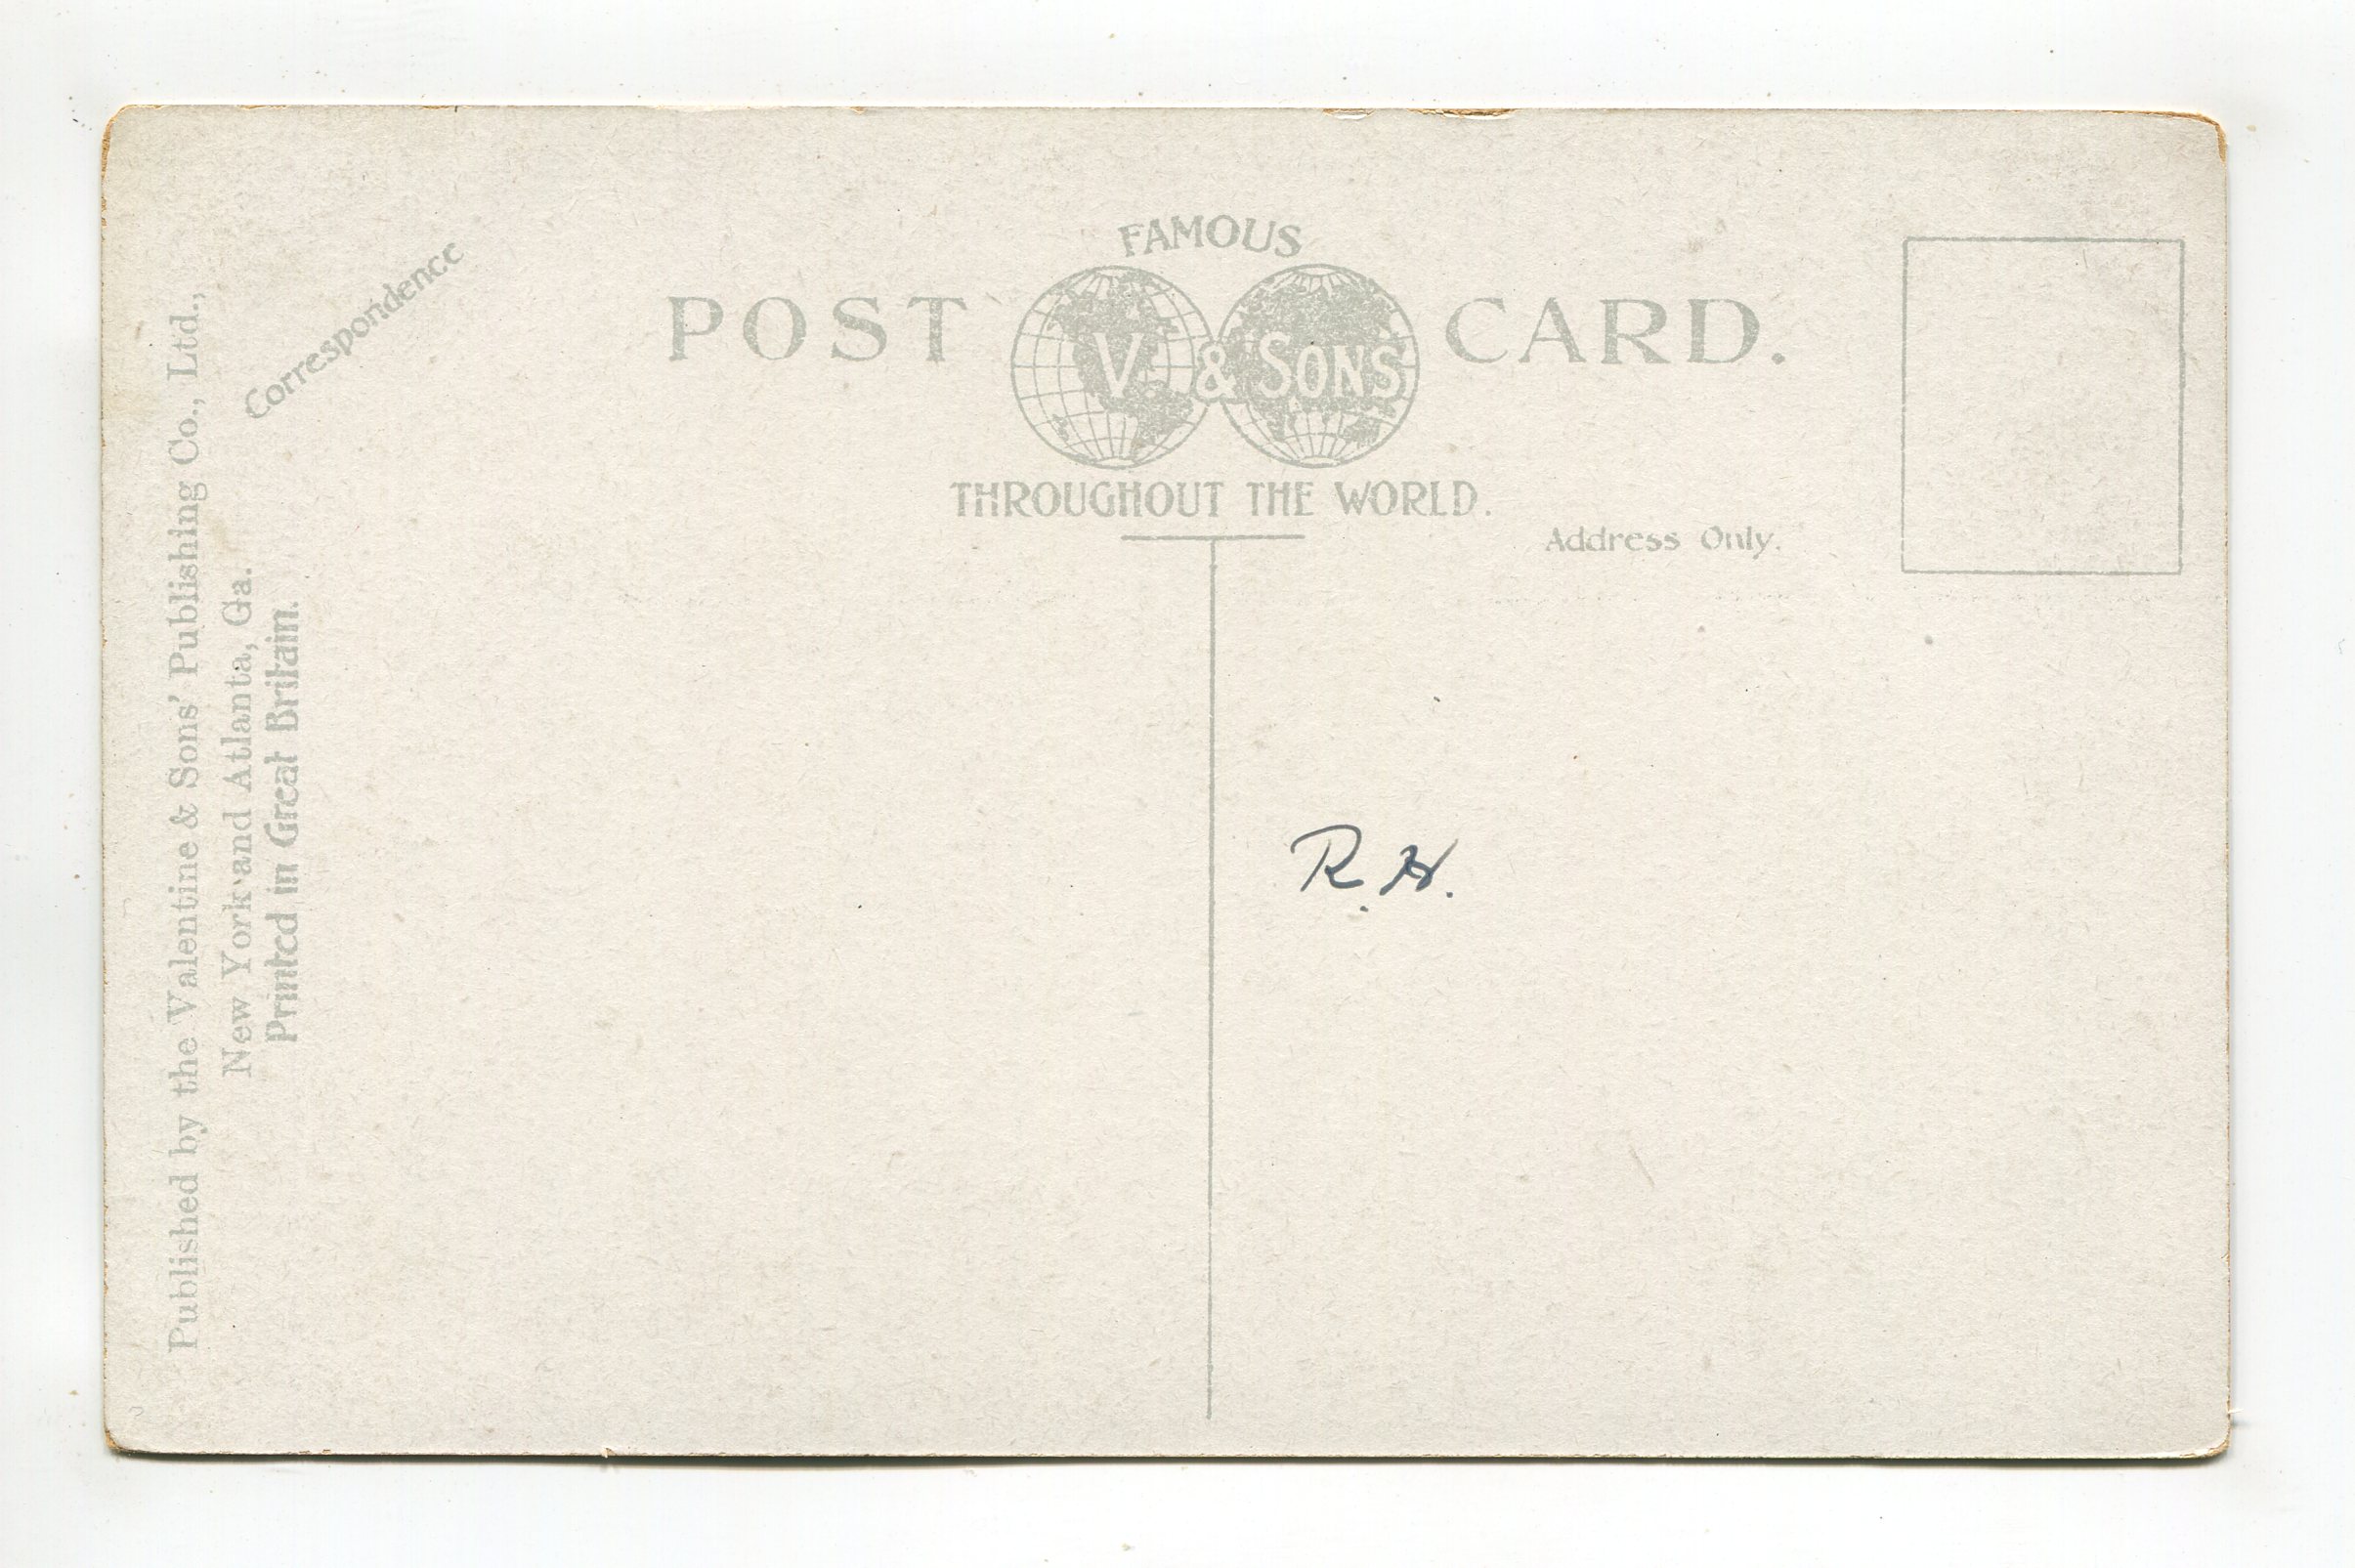 FAMOUS
POST CARD.
V. & SONS
THROUGHOUT THE WORLD.
Correspondence
Address Only.
Published by the Valentine & Sons' Publishing Co., Ltd.,
New York and Atlanta, Ga.
Printed in Great Britain.
R. H.